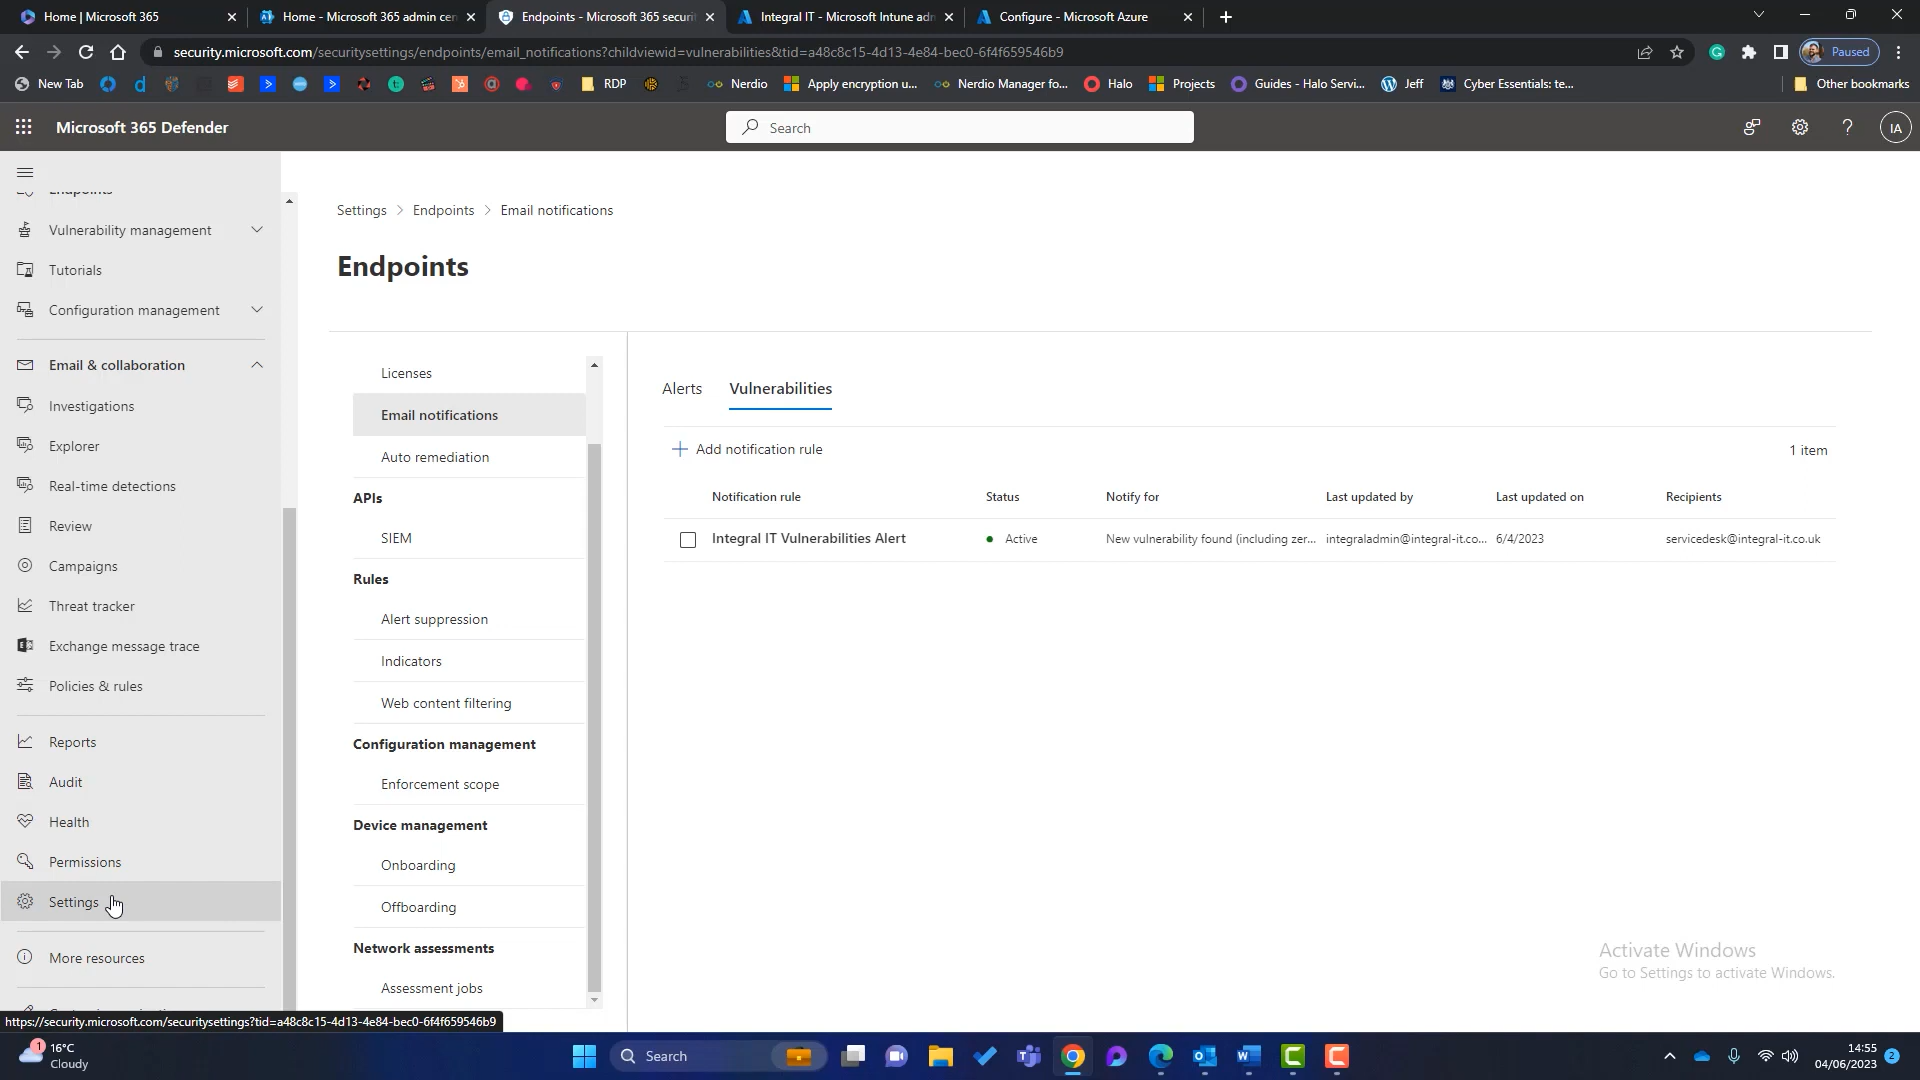 Home | Microsoft 365
Home - Microsoft 365 admin cen
Endpoints - Microsoft 365 securi
Integral IT - Microsoft Intune adm
Configure - Microsoft Azure
security.microsoft.com/securitysettings/endpoints/email_notifications?childviewid=vulnerabilities&tid=a48c8c15-4d13-4e84-bec0-6f4f659546b9
Paused
New Tab
RDP
Nerdio
Apply encryption u...
Nerdio Manager fo...
Halo
Projects
Guides - Halo Servi...
Jeff
Cyber Essentials: te...
Other bookmarks
Microsoft 365 Defender
Search
IA
Endpoints
Vulnerability management
Tutorials
Configuration management
Email & collaboration
Investigations
Explorer
Real-time detections
Review
Campaigns
Threat tracker
Exchange message trace
Policies & rules
Reports
Audit
Health
Permissions
Settings
More resources
https://security.microsoft.com/securitysettings?tid=a48c8c15-4d13-4e84-bec0-6f4f659546b9
Settings > Endpoints > Email notifications
Endpoints
Licenses
Email notifications
Auto remediation
APIs
SIEM
Rules
Alert suppression
Indicators
Web content filtering
Configuration management
Enforcement scope
Device management
Onboarding
Offboarding
Network assessments
Assessment jobs
Alerts
Vulnerabilities
Add notification rule
1 item
Notification rule Status Notify for Last updated by Last updated on Recipients
Integral IT Vulnerabilities Alert Active New vulnerability found (including zer... integraladmin@integral-it.co... 6/4/2023 servicedesk@integral-it.co.uk
Activate Windows
Go to Settings to activate Windows.
1
16°C
Cloudy
Search
14:55
04/06/2023
2